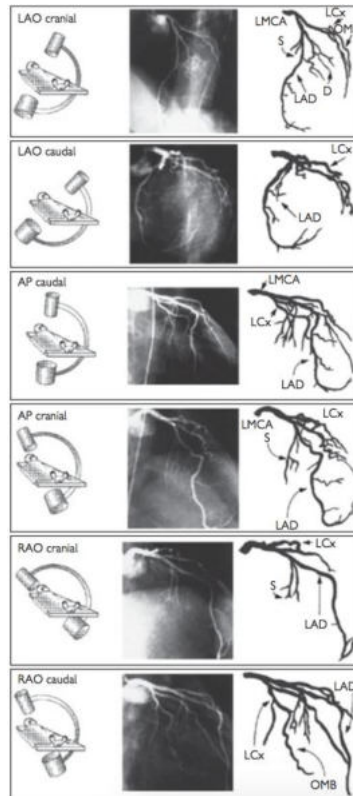 LAO cranial
LMCA
LCx
OM
S
LAD
D
LAO caudal
LCx
LAD
AP caudal
LMCA
LCx
LAD
AP cranial
LMCA
LCx
S
LAD
RAO cranial
LCx
S
LAD
RAO caudal
LAD
LCx
OMB